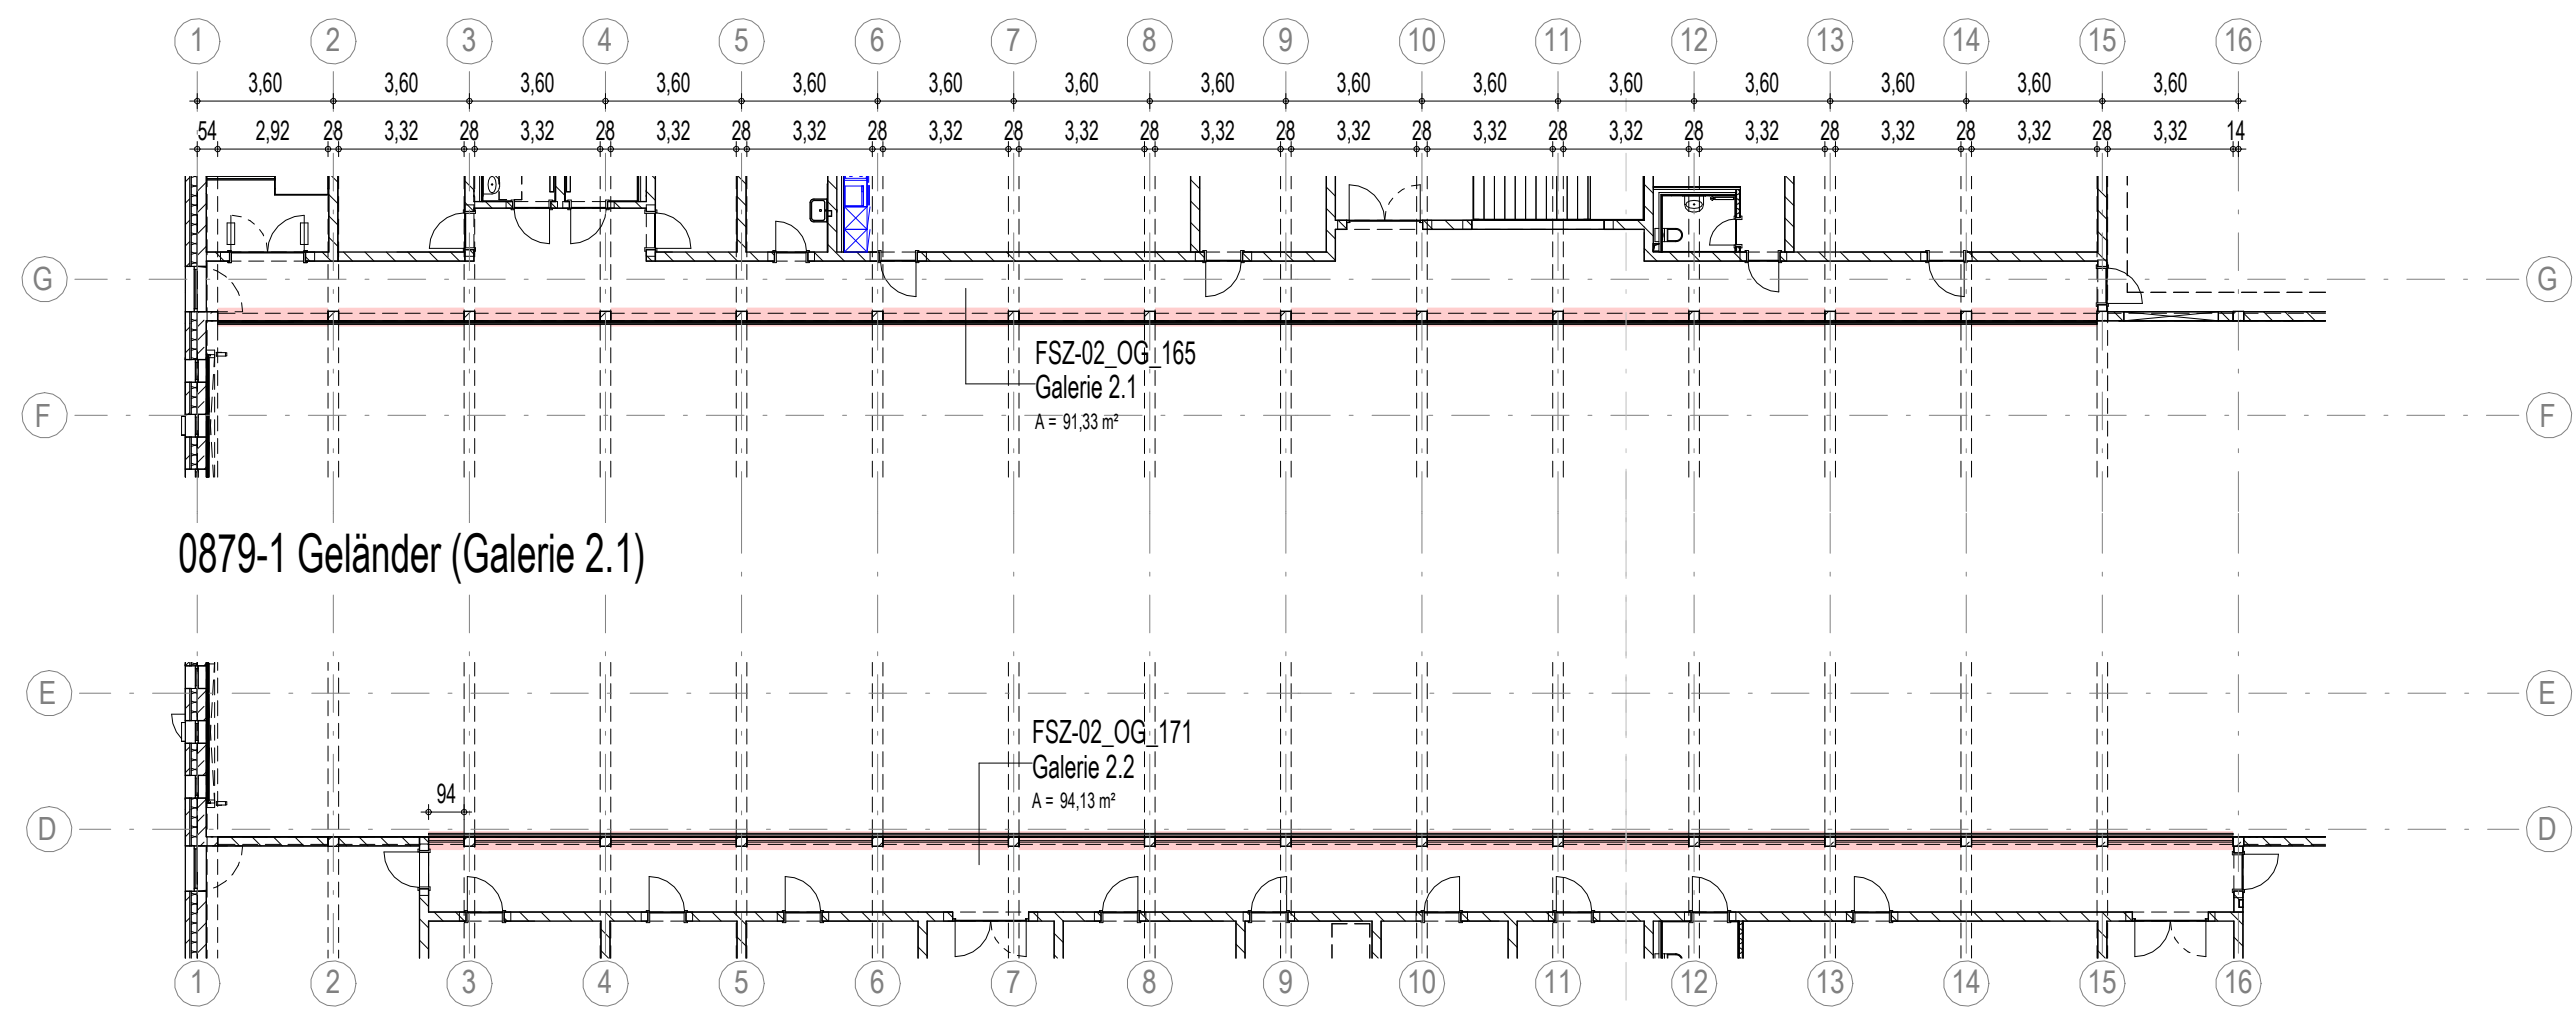 1 2 3 4 5 6 7 8 9 10 11 12 13 14 15 16
3,60 3,60 3,60 3,60 3,60 3,60 3,60 3,60 3,60 3,60 3,60 3,60 3,60 3,60 3,60
54 2,92 28 3,32 28 3,32 28 3,32 28 3,32 28 3,32 28 3,32 28 3,32 28 3,32 28 3,32 28 3,32 28 3,32 28 3,32 28 3,32 28 3,32 14
G G
FSZ-02_OG_165
Galerie 2.1
A = 91,33 m²
F F
0879-1 Geländer (Galerie 2.1)
E E
FSZ-02_OG_171
Galerie 2.2
A = 94,13 m²
94
D D
1 2 3 4 5 6 7 8 9 10 11 12 13 14 15 16